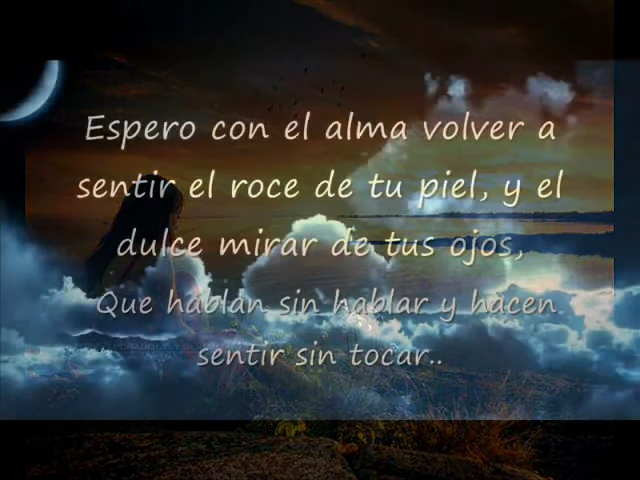 Espero con el alma volver a
sentir el roce de tu piel, y el
dulce mirar de tus ojos,
Que hablan sin hablar y hacen
sentir sin tocar..